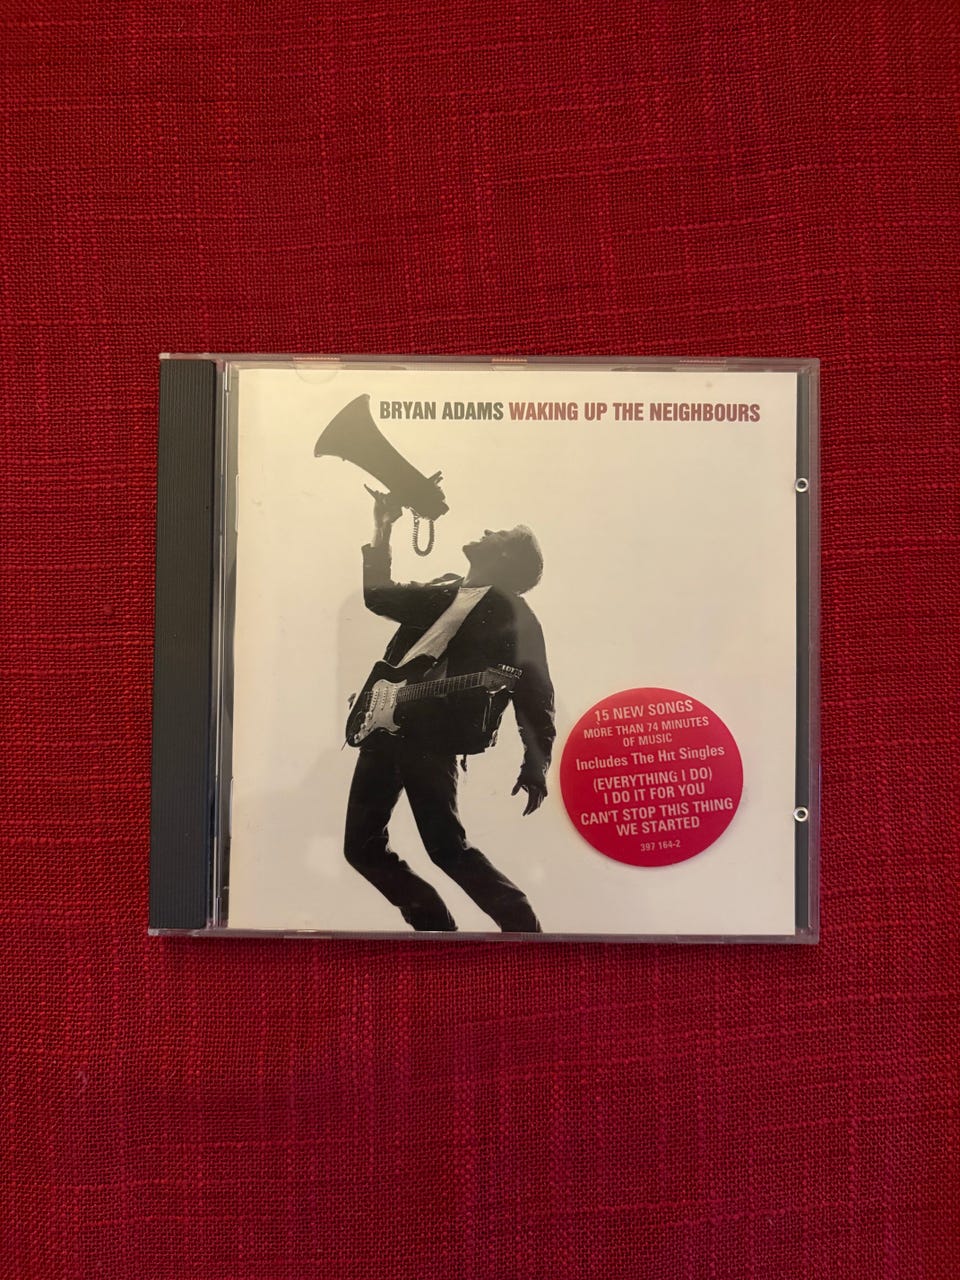 BRYAN ADAMS WAKING UP THE NEIGHBOURS
15 NEW SONGS
MORE THAN 74 MINUTES
OF MUSIC
Includes The Hit Singles
(EVERYTHING I DO)
I DO IT FOR YOU
CAN'T STOP THIS THING
WE STARTED
397 164-2